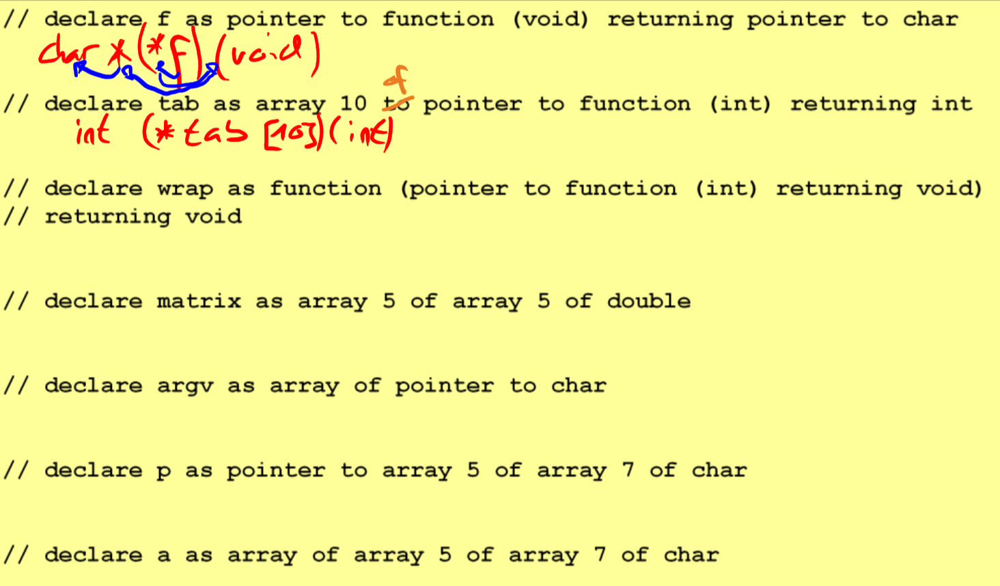 // declare f as pointer to function (void) returning pointer to char
char *(*f)(void)
of
// declare tab as array 10 to pointer to function (int) returning int
int (*tab [10])(int)
// declare wrap as function (pointer to function (int) returning void)
// returning void
// declare matrix as array 5 of array 5 of double
// declare argv as array of pointer to char
// declare p as pointer to array 5 of array 7 of char
// declare a as array of array 5 of array 7 of char